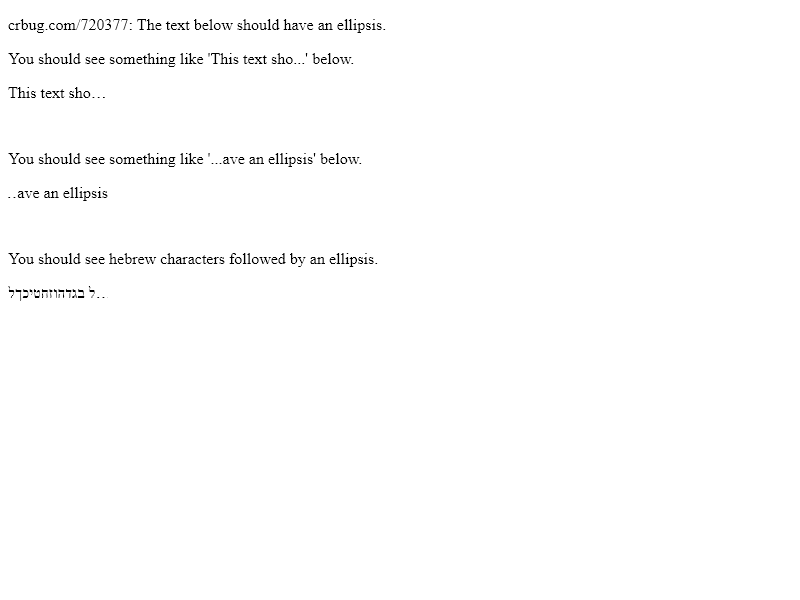 crbug.com/720377: The text below should have an ellipsis.
You should see something like 'This text sho...' below.
This text sho…
You should see something like '...ave an ellipsis' below.
..ave an ellipsis
You should see hebrew characters followed by an ellipsis.
ל בגדהוזחטיכךל…